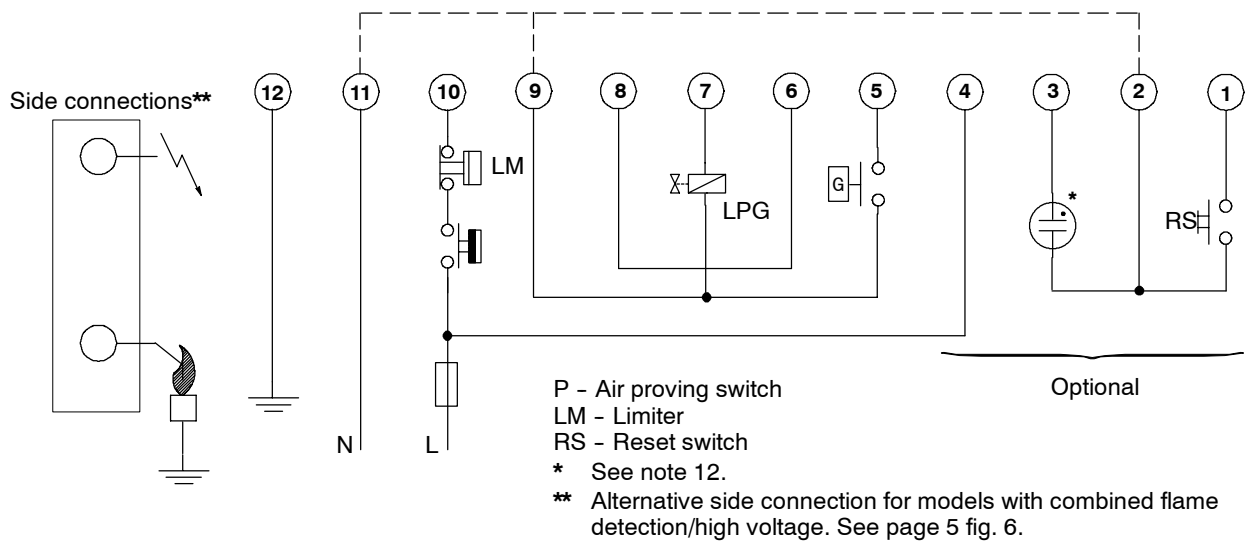 Side connections**
12 11 10 9 8 7 6 5 4 3 2 1
LM
G
*
LPG
RS
N L
Optional
P – Air proving switch
LM – Limiter
RS – Reset switch
* See note 12.
** Alternative side connection for models with combined flame
detection/high voltage. See page 5 fig. 6.